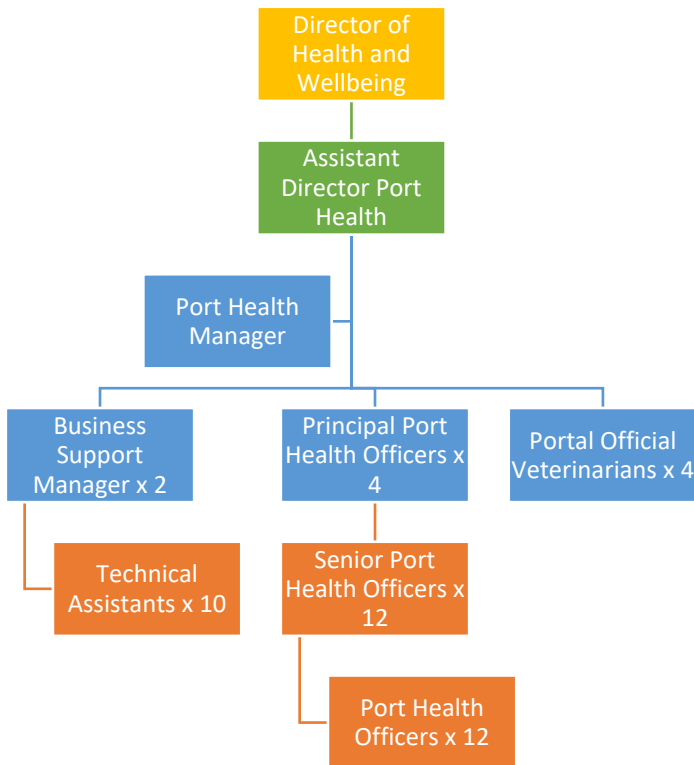 Director of
Health and
Wellbeing
Assistant
Director Port
Health
Port Health
Manager
Business
Support
Manager x 2
Principal Port
Health Officers x
4
Portal Official
Veterinarians x 4
Technical
Assistants x 10
Senior Port
Health Officers x
12
Port Health
Officers x 12